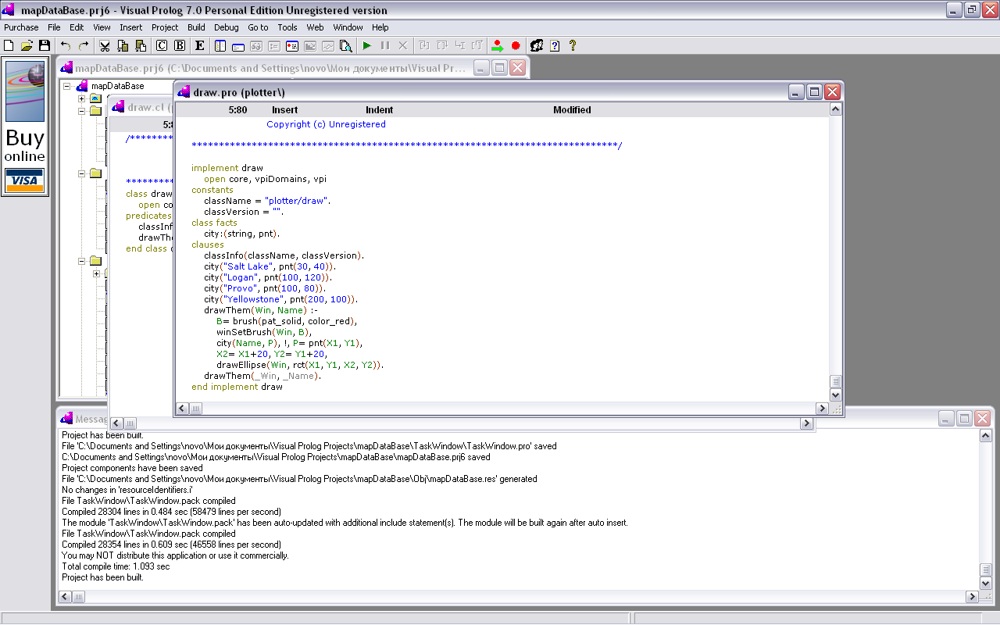 mapDataBase.prj6 - Visual Prolog 7.0 Personal Edition Unregistered version
Purchase File Edit View Insert Project Build Debug Go to Tools Web Window Help
C B E
Buy
online
VISA
mapDataBase.prj6 (C:\Documents and Settings\novo\Мои документы\Visual Pr...
mapDataBase
draw.cl (
/**********
class draw
open co
predicates
classInf
drawThem
end class
draw.pro (plotter\)
5:80 Insert Indent Modified
Copyright (c) Unregistered
******************************************************************************/
implement draw
open core, vpiDomains, vpi
constants
className = "plotter/draw".
classVersion = "".
class facts
city:(string, pnt).
clauses
classInfo(className, classVersion).
city("Salt Lake", pnt(30, 40)).
city("Logan", pnt(100, 120)).
city("Provo", pnt(100, 80)).
city("Yellowstone", pnt(200, 100)).
drawThem(Win, Name) :-
B= brush(pat_solid, color_red),
winSetBrush(Win, B),
city(Name, P), !, P= pnt(X1, Y1),
X2= X1+20, Y2= Y1+20,
drawEllipse(Win, rct(X1, Y1, X2, Y2)).
drawThem(_Win, _Name).
end implement draw
Messag
Project has been built.
File 'C:\Documents and Settings\novo\Мои документы\Visual Prolog Projects\mapDataBase\TaskWindow\TaskWindow.pro' saved
C:\Documents and Settings\novo\Мои документы\Visual Prolog Projects\mapDataBase\mapDataBase.prj6 saved
Project components have been saved
File 'C:\Documents and Settings\novo\Мои документы\Visual Prolog Projects\mapDataBase\Obj\mapDataBase.res' generated
No changes in 'resourceIdentifiers.i'
File TaskWindow\TaskWindow.pack compiled
Compiled 28304 lines in 0.484 sec (58479 lines per second)
The module 'TaskWindow\TaskWindow.pack' has been auto-updated with additional include statement(s). The module will be built again after auto insert.
File TaskWindow\TaskWindow.pack compiled
Compiled 28354 lines in 0.609 sec (46558 lines per second)
You may NOT distribute this application or use it commercially.
Total compile time: 1.093 sec
Project has been built.